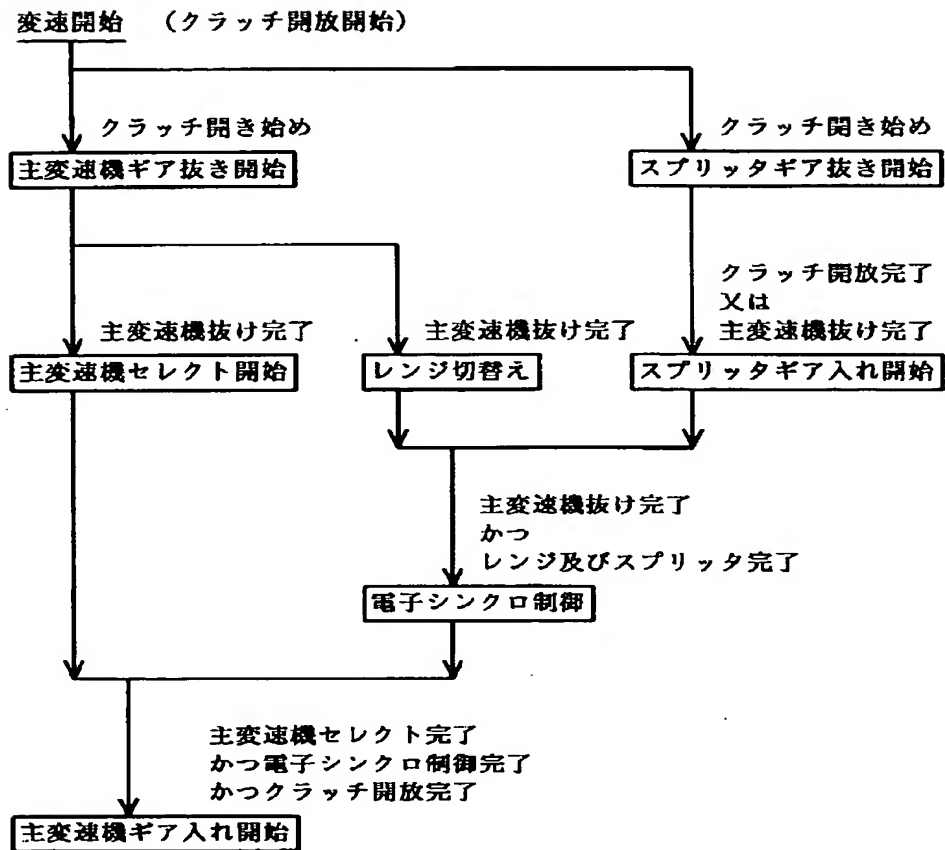 変速開始 （クラッチ開放開始）
クラッチ開き始め
クラッチ開き始め
主変速機ギア抜き開始
スプリッタギア抜き開始
クラッチ開放完了
又は
主変速機抜け完了
主変速機抜け完了
主変速機抜け完了
主変速機セレクト開始
レンジ切替え
スプリッタギア入れ開始
主変速機抜け完了
かつ
レンジ及びスプリッタ完了
電子シンクロ制御
主変速機セレクト完了
かつ電子シンクロ制御完了
かつクラッチ開放完了
主変速機ギア入れ開始